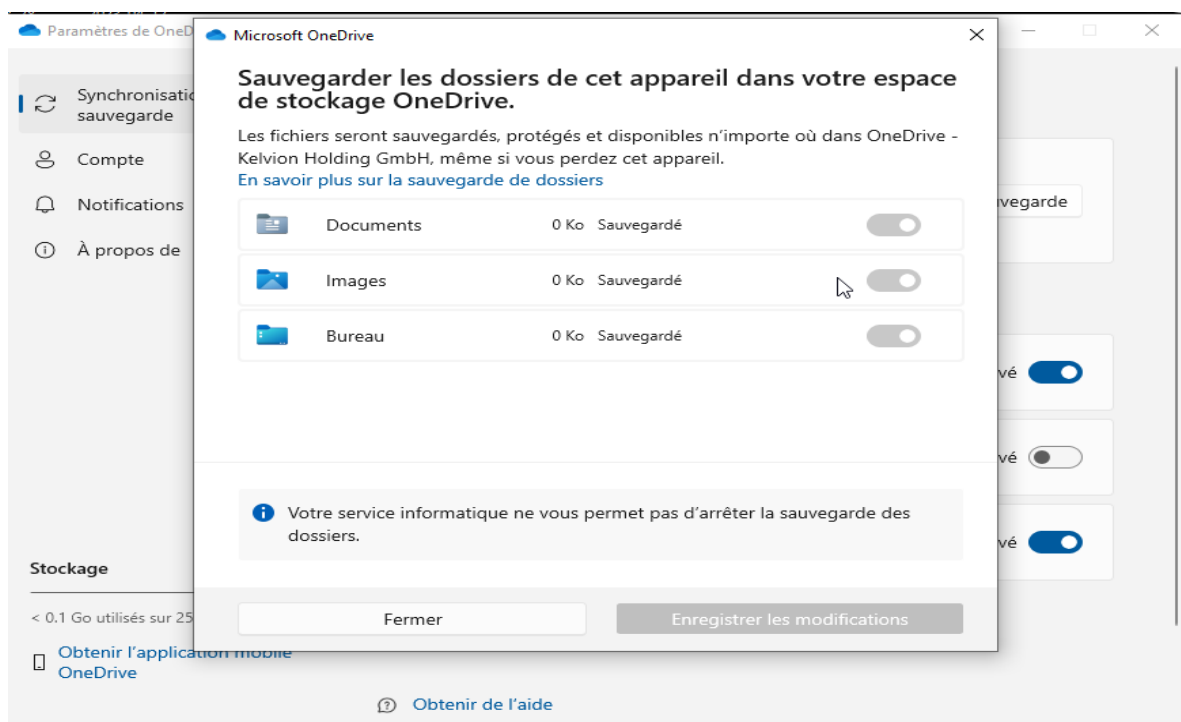 Paramètres de OneD
Microsoft OneDrive
Sauvegarder les dossiers de cet appareil dans votre espace
de stockage OneDrive.
Les fichiers seront sauvegardés, protégés et disponibles n'importe où dans OneDrive -
Kelvion Holding GmbH, même si vous perdez cet appareil.
En savoir plus sur la sauvegarde de dossiers
Documents 0 Ko Sauvegardé
Images 0 Ko Sauvegardé
Bureau 0 Ko Sauvegardé
Votre service informatique ne vous permet pas d'arrêter la sauvegarde des
dossiers.
Fermer
Enregistrer les modifications
Synchronisatio
sauvegarde
Compte
Notifications
À propos de
vegarde
vé
vé
vé
Stockage
< 0.1 Go utilisés sur 25
Obtenir l'application mobile
OneDrive
Obtenir de l'aide